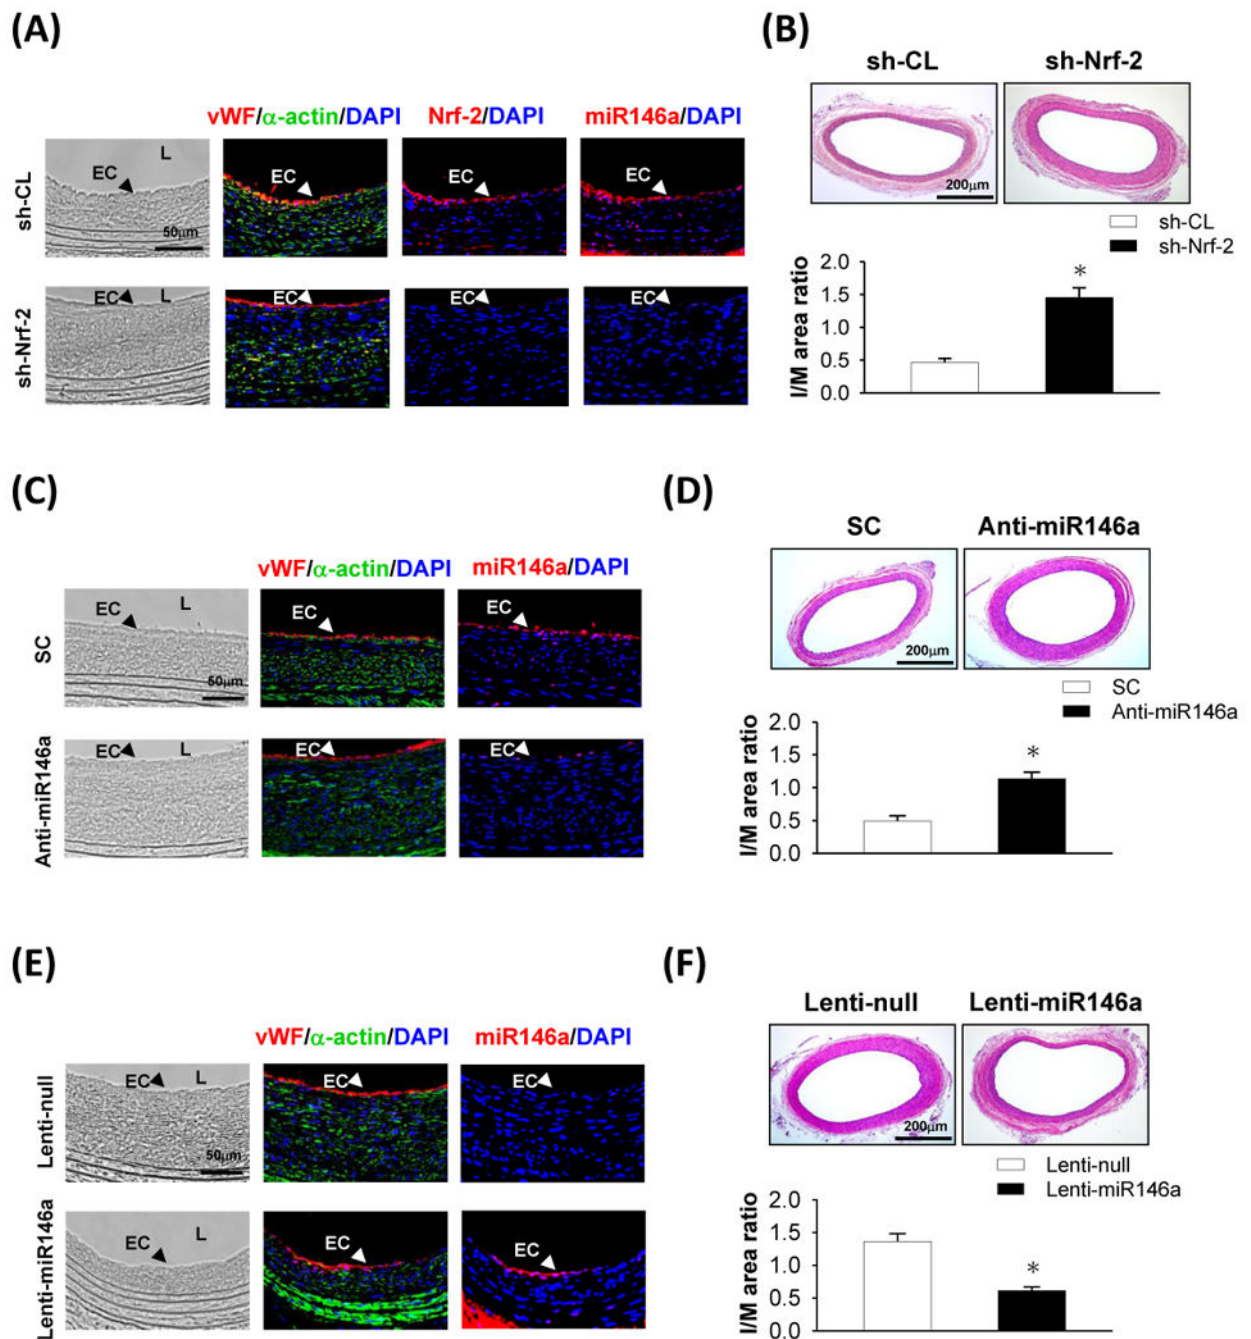 (A)
vWF/α-actin/DAPI Nrf-2/DAPI miR146a/DAPI
sh-CL
EC L
50μm
EC
EC
EC
sh-Nrf-2
EC L
EC
EC
EC
(B)
sh-CL sh-Nrf-2
200μm
sh-CL
sh-Nrf-2
I/M area ratio
2.0
1.5
1.0
0.5
0.0
*
(C)
vWF/α-actin/DAPI miR146a/DAPI
SC
EC L
50μm
EC
EC
Anti-miR146a
EC L
EC
EC
(D)
SC Anti-miR146a
200μm
SC
Anti-miR146a
I/M area ratio
2.0
1.5
1.0
0.5
0.0
*
(E)
vWF/α-actin/DAPI miR146a/DAPI
Lenti-null
EC L
50μm
EC
EC
Lenti-miR146a
EC L
EC
EC
(F)
Lenti-null Lenti-miR146a
200μm
Lenti-null
Lenti-miR146a
I/M area ratio
2.0
1.5
1.0
0.5
0.0
*